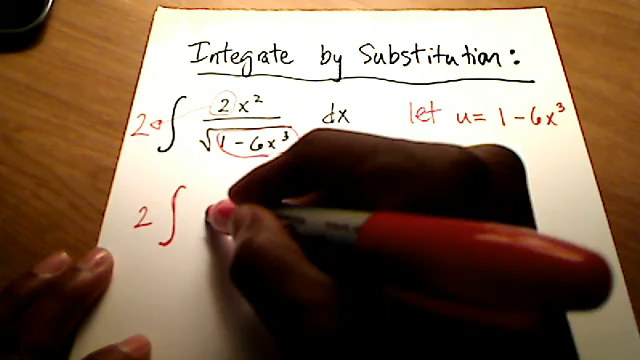 Integrate by Substitution:
2 ∫ 2x² / √(1 - 6x³) dx let u = 1 - 6x³
2 ∫